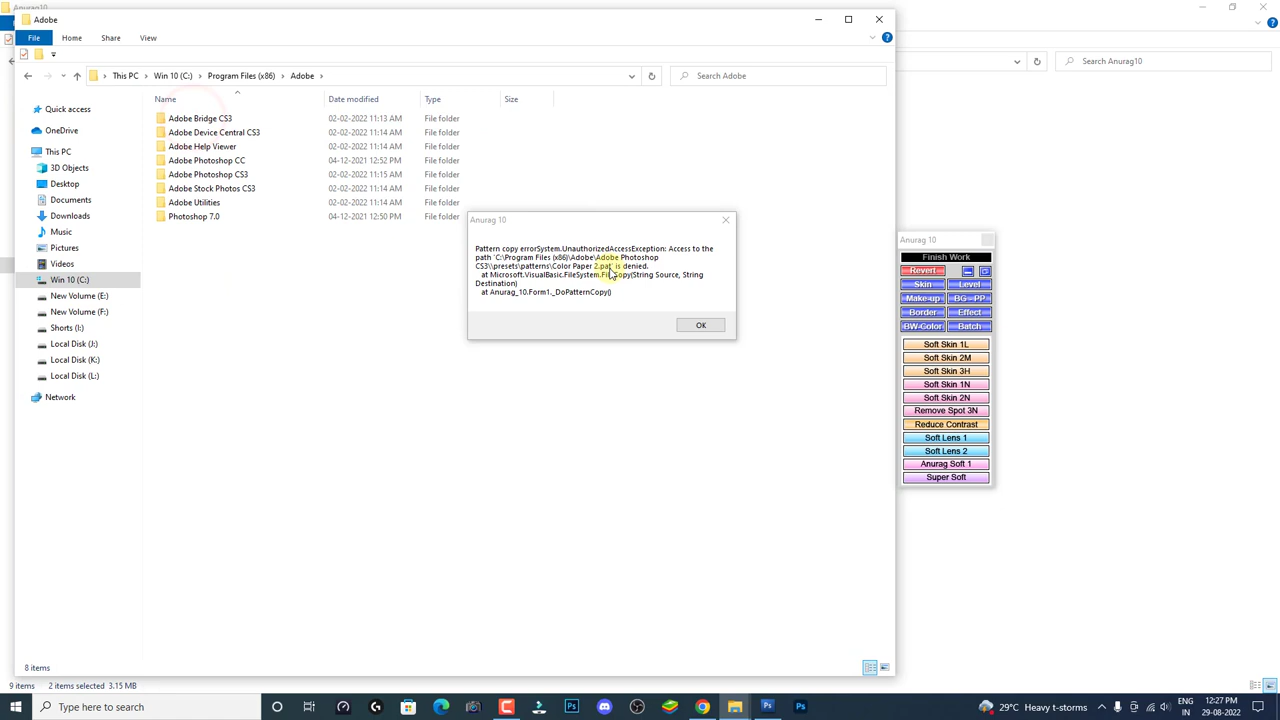 Anurag10
Adobe
File
Home
Share
View
This PC
Win 10 (C:)
Program Files (x86)
Adobe
Search Adobe
Search Anurag10
Name
Date modified
Type
Size
Quick access
OneDrive
This PC
3D Objects
Desktop
Documents
Downloads
Music
Pictures
Videos
Win 10 (C:)
New Volume (E:)
New Volume (F:)
Shorts (I:)
Local Disk (J:)
Local Disk (K:)
Local Disk (L:)
Network
Adobe Bridge CS3 02-02-2022 11:13 AM File folder
Adobe Device Central CS3 02-02-2022 11:14 AM File folder
Adobe Help Viewer 02-02-2022 11:14 AM File folder
Adobe Photoshop CC 04-12-2021 12:52 PM File folder
Adobe Photoshop CS3 02-02-2022 11:15 AM File folder
Adobe Stock Photos CS3 02-02-2022 11:14 AM File folder
Adobe Utilities 02-02-2022 11:14 AM File folder
Photoshop 7.0 04-12-2021 12:50 PM File folder
Anurag 10
Pattern copy errorSystem.UnauthorizedAccessException: Access to the
path 'C:\Program Files (x86)\Adobe\Adobe Photoshop
CS3\\presets\patterns\Color Paper 2.pat' is denied.
at Microsoft.VisualBasic.FileSystem.FileCopy(String Source, String
Destination)
at Anurag_10.Form1._DoPatternCopy()
OK
Anurag 10
Finish Work
Revert
Skin Level
Make-up BG--PP
Border Effect
BW-Color Batch
Soft Skin 1L
Soft Skin 2M
Soft Skin 3H
Soft Skin 1N
Soft Skin 2N
Remove Spot 3N
Reduce Contrast
Soft Lens 1
Soft Lens 2
Anurag Soft 1
Super Soft
8 items
9 items 2 items selected 3.15 MB
Type here to search
Ps
Ps
Ps
29°C Heavy t-storms
ENG
IN
12:27 PM
29-08-2022